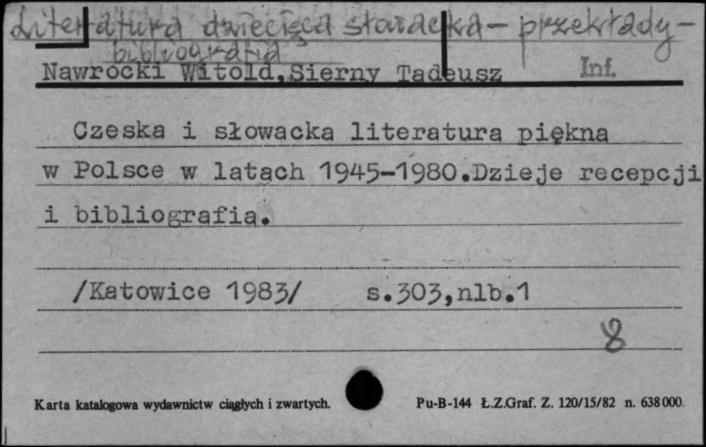 Literatura dziecięca słowacka – przekłady –
bibliografia
Nawrocki Witold,Sierny Tadeusz Inf.
Czeska i słowacka literatura piękna
w Polsce w latach 1945-1980.Dzieje recepcji
i bibliografia.
/Katowice 1983/ s.303,nlb.1
8
Karta katalogowa wydawnictw ciągłych i zwartych. Pu-B-144 Ł.Z.Graf. Z. 120/15/82 n. 638000.